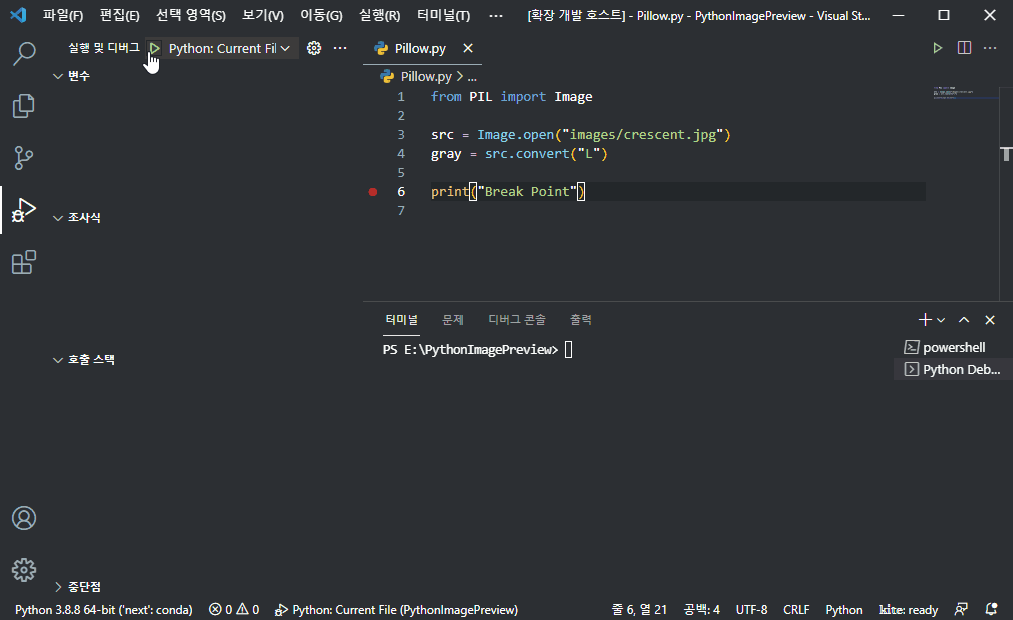 파일(F) 편집(E) 선택 영역(S) 보기(V) 이동(G) 실행(R) 터미널(T) ··· [확장 개발 호스트] - Pillow.py - PythonImagePreview - Visual St...
실행 및 디버그 Python: Current Fil ···
Pillow.py
변수
Pillow.py > ...
1 from PIL import Image
2
3 src = Image.open("images/crescent.jpg")
4 gray = src.convert("L")
5
6 print("Break Point")
7
조사식
호출 스택
중단점
터미널 문제 디버그 콘솔 출력
PS E:\PythonImagePreview>
powershell
Python Deb...
Python 3.8.8 64-bit ('next': conda) 0 0 Python: Current File (PythonImagePreview) 줄 6, 열 21 공백: 4 UTF-8 CRLF Python kite: ready